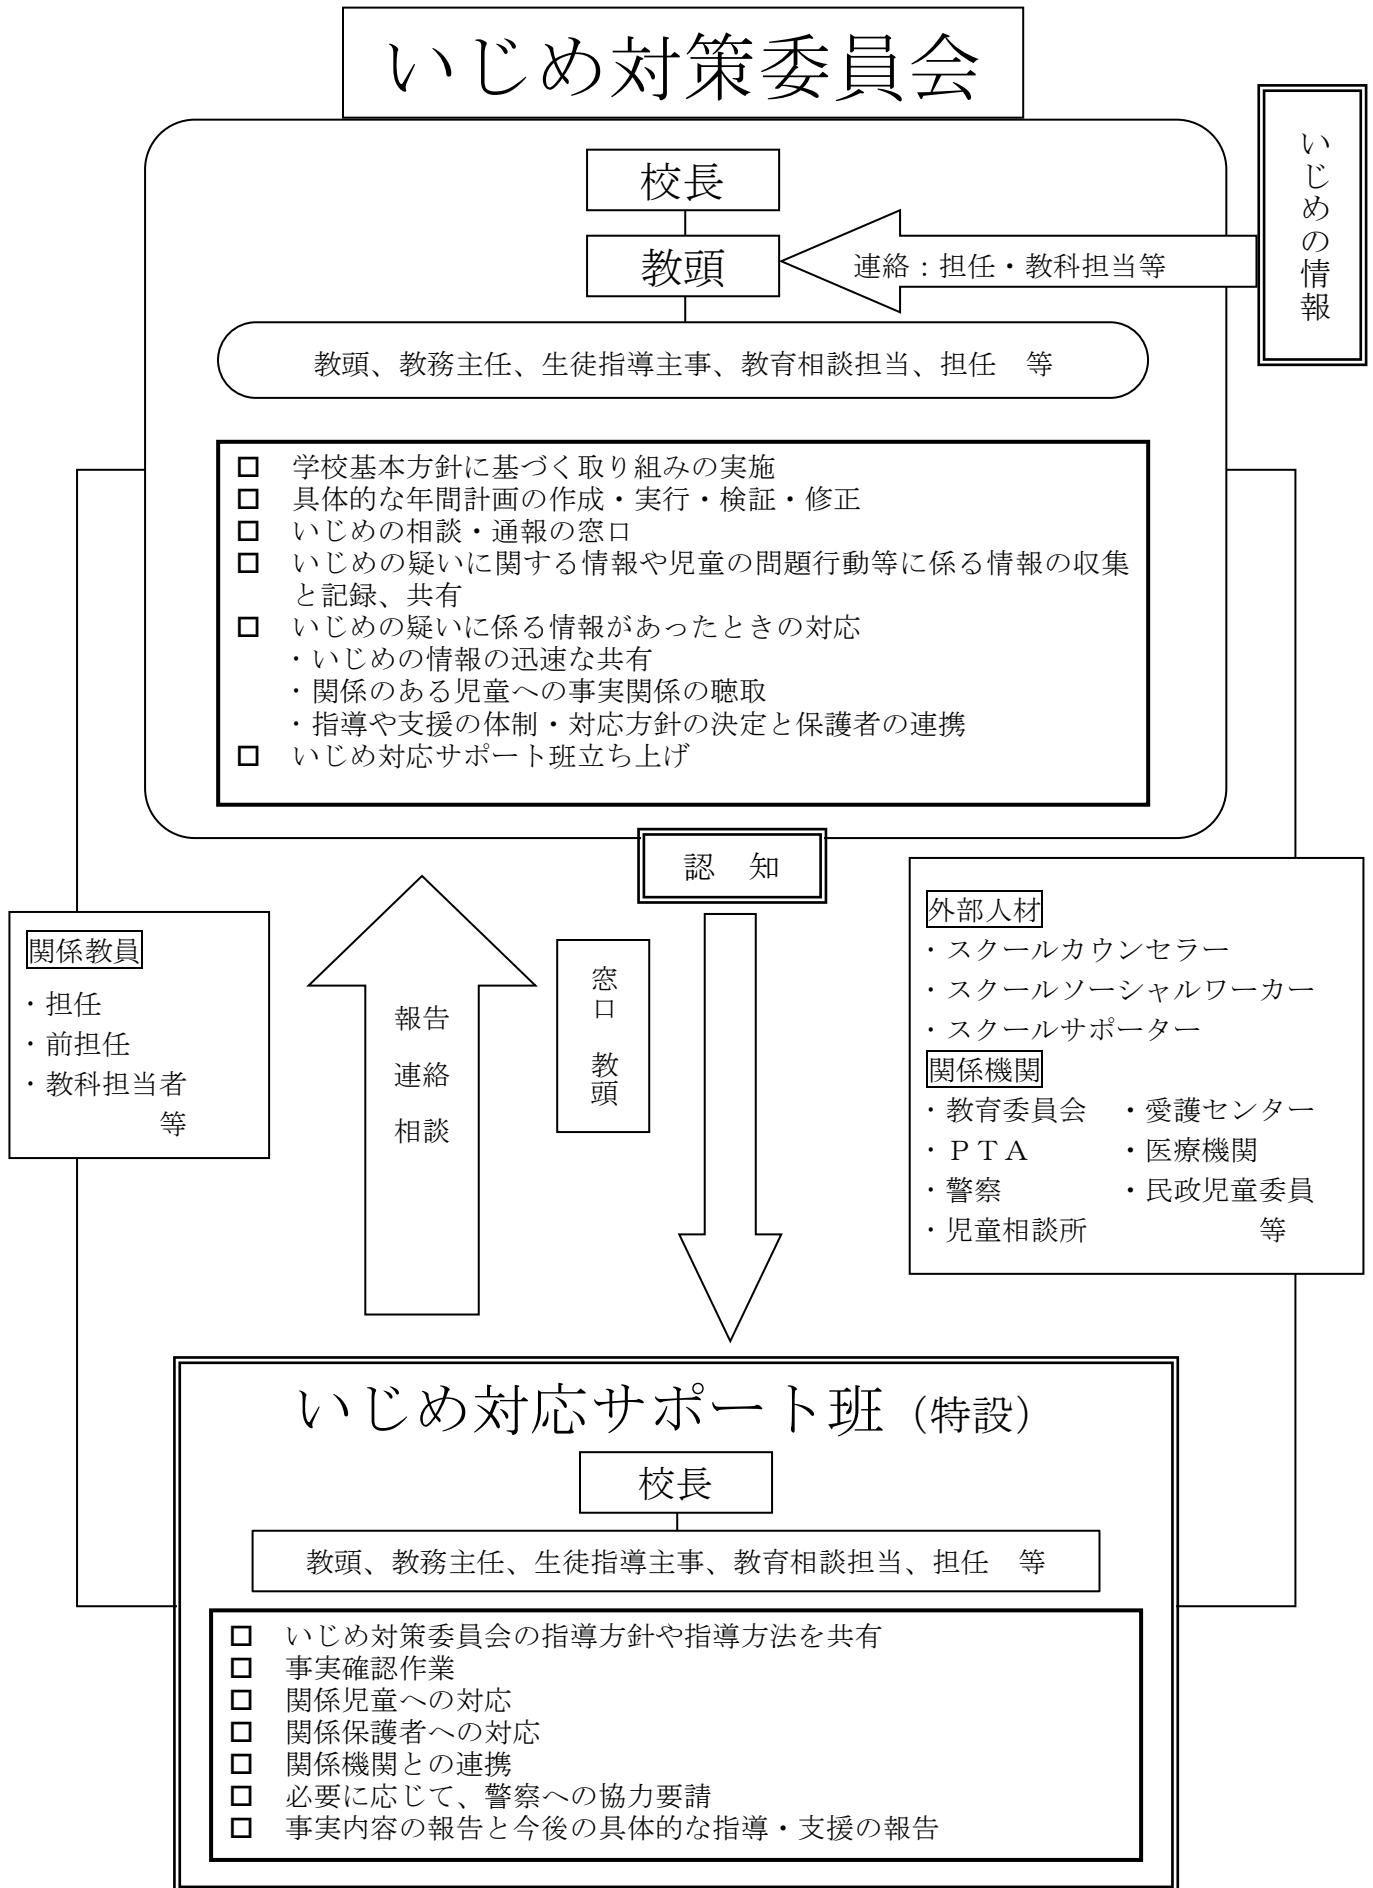 いじめ対策委員会
いじめの情報
校長
教頭
連絡：担任・教科担当等
教頭、教務主任、生徒指導主事、教育相談担当、担任　等
□　学校基本方針に基づく取り組みの実施
□　具体的な年間計画の作成・実行・検証・修正
□　いじめの相談・通報の窓口
□　いじめの疑いに関する情報や児童の問題行動等に係る情報の収集
と記録、共有
□　いじめの疑いに係る情報があったときの対応
・いじめの情報の迅速な共有
・関係のある児童への事実関係の聴取
・指導や支援の体制・対応方針の決定と保護者の連携
□　いじめ対応サポート班立ち上げ
認　知
関係教員
・担任
・前担任
・教科担当者
等
報告
連絡
相談
窓口　教頭
外部人材
・スクールカウンセラー
・スクールソーシャルワーカー
・スクールサポーター
関係機関
・教育委員会　・愛護センター
・ＰＴＡ　・医療機関
・警察　・民政児童委員
・児童相談所　等
いじめ対応サポート班（特設）
校長
教頭、教務主任、生徒指導主事、教育相談担当、担任　等
□　いじめ対策委員会の指導方針や指導方法を共有
□　事実確認作業
□　関係児童への対応
□　関係保護者への対応
□　関係機関との連携
□　必要に応じて、警察への協力要請
□　事実内容の報告と今後の具体的な指導・支援の報告